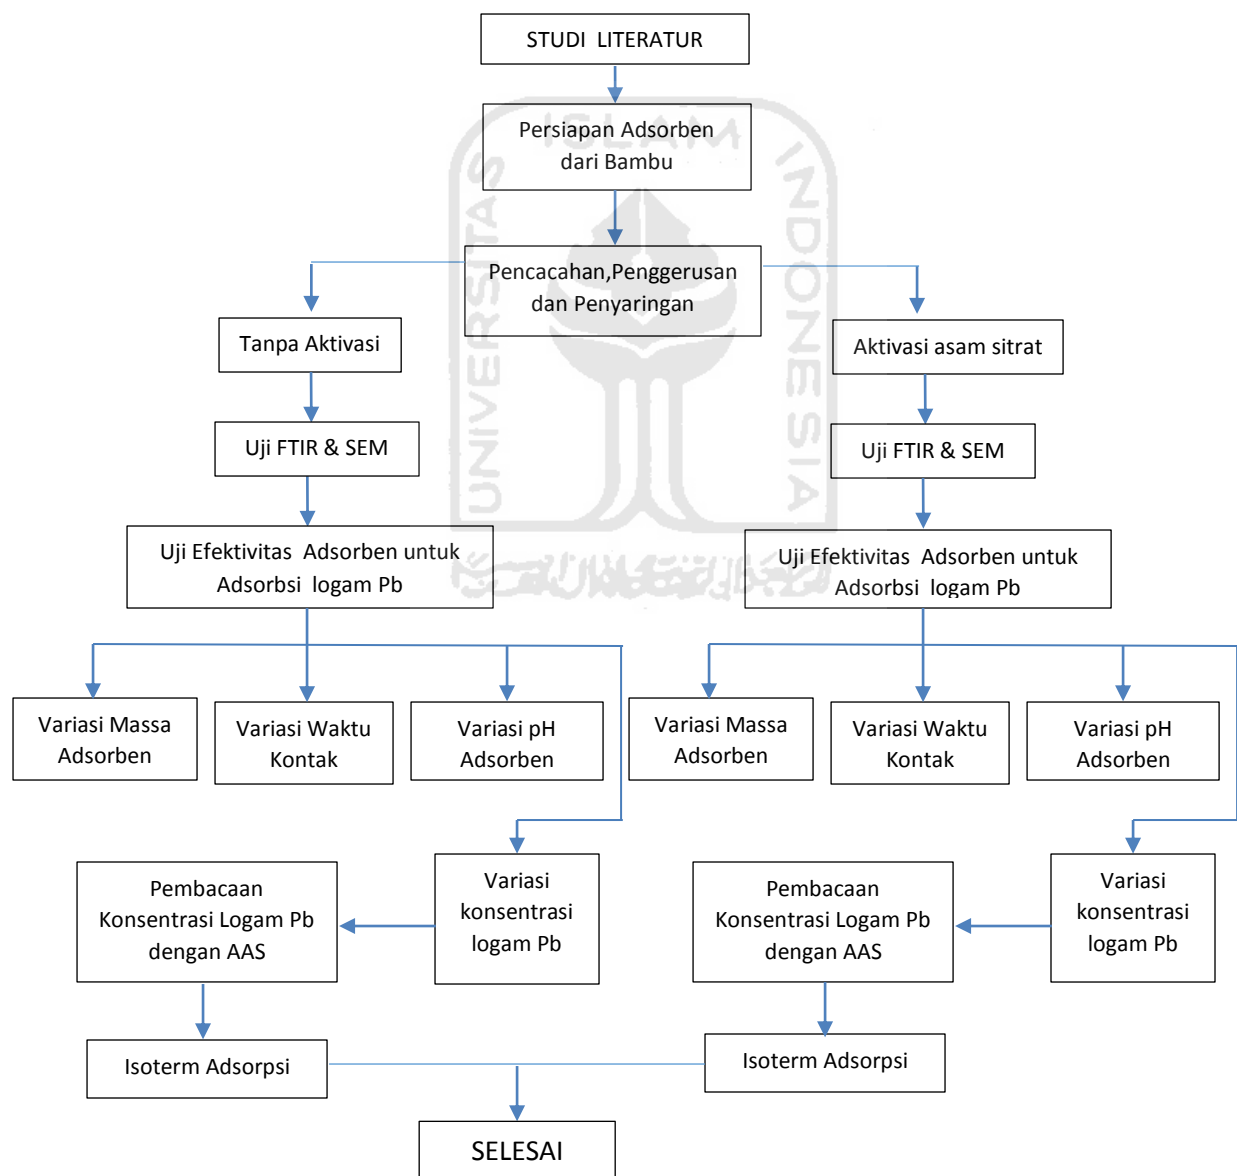 STUDI LITERATUR
Persiapan Adsorben
dari Bambu
Pencacahan,Penggerusan
dan Penyaringan
Tanpa Aktivasi
Aktivasi asam sitrat
Uji FTIR & SEM
Uji FTIR & SEM
Uji Efektivitas Adsorben untuk
Adsorbsi logam Pb
Uji Efektivitas Adsorben untuk
Adsorbsi logam Pb
Variasi Massa
Adsorben
Variasi Waktu
Kontak
Variasi pH
Adsorben
Variasi Massa
Adsorben
Variasi Waktu
Kontak
Variasi pH
Adsorben
Pembacaan
Konsentrasi Logam Pb
dengan AAS
Variasi
konsentrasi
logam Pb
Pembacaan
Konsentrasi Logam Pb
dengan AAS
Variasi
konsentrasi
logam Pb
Isoterm Adsorpsi
Isoterm Adsorpsi
SELESAI
UNIVERSITAS
ISLAM
INDONESIA